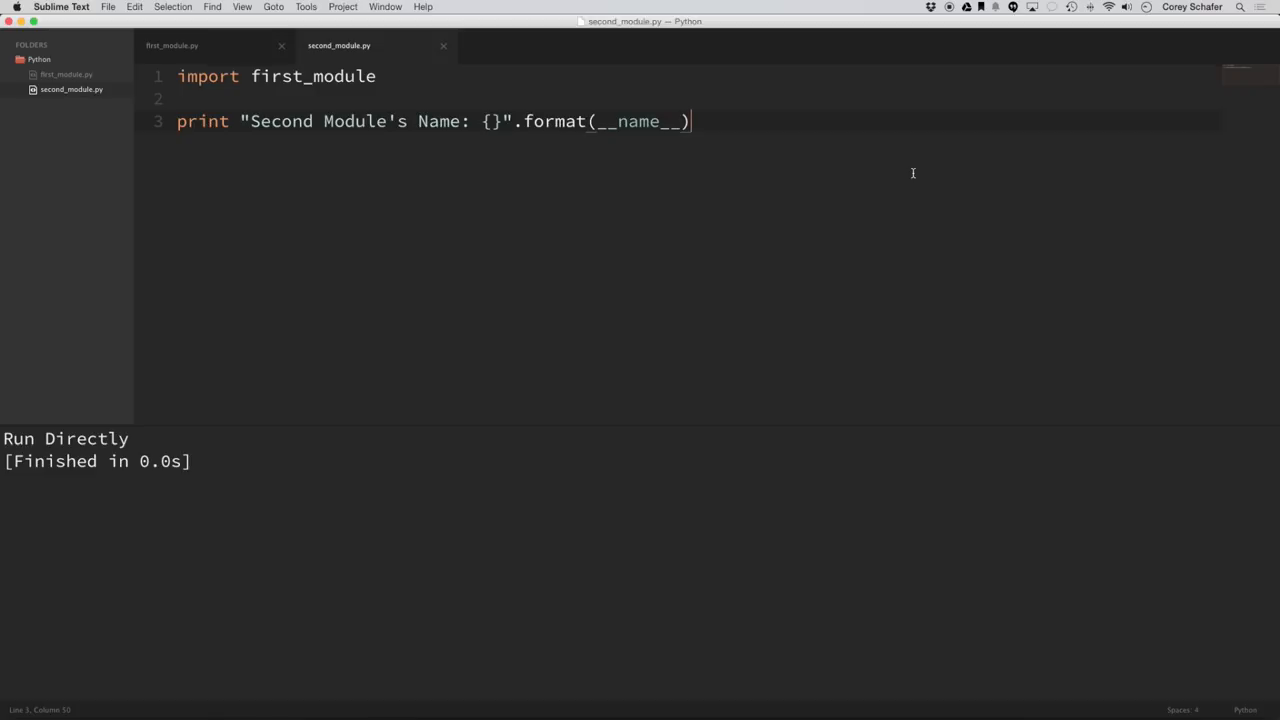 Sublime Text File Edit Selection Find View Goto Tools Project Window Help Corey Schafer
second_module.py — Python
FOLDERS
Python
first_module.py
second_module.py
first_module.py second_module.py
1 import first_module
2
3 print "Second Module's Name: {}".format(__name__)
Run Directly
[Finished in 0.0s]
Line 3, Column 50 Spaces: 4 Python